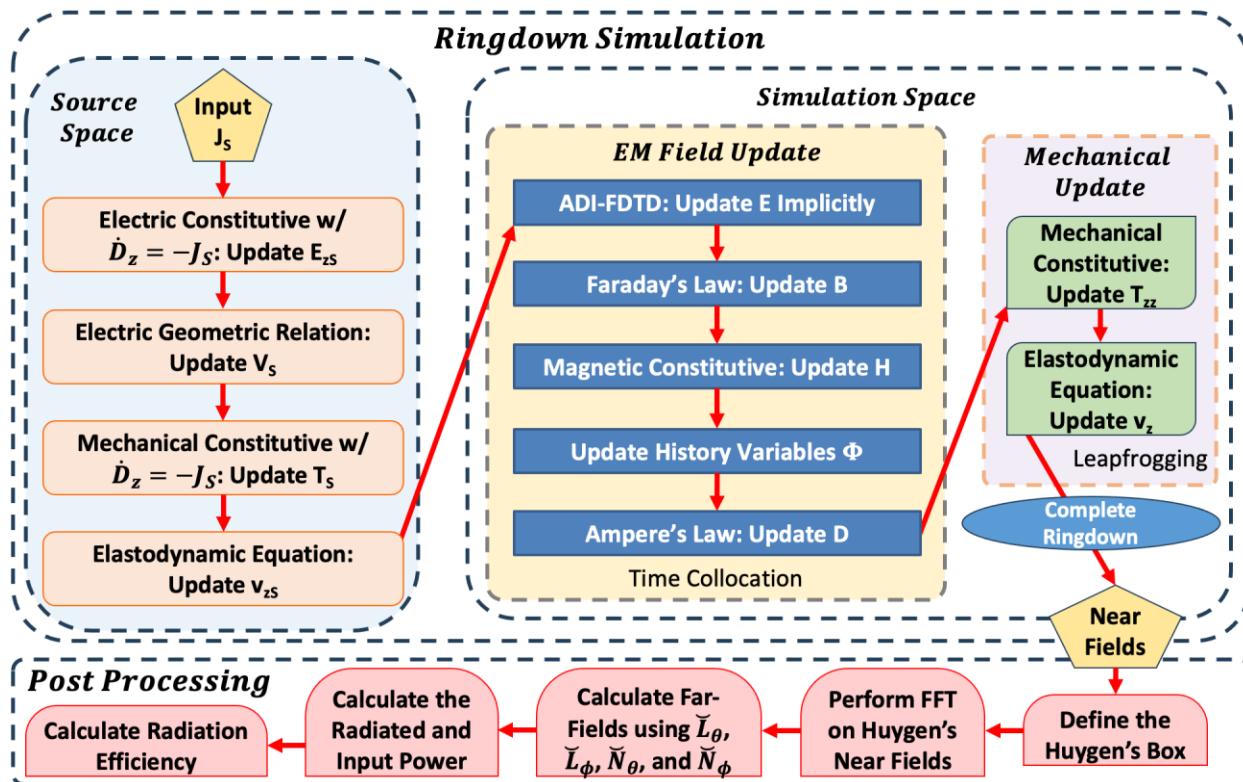 Ringdown Simulation
Source
Space
Input
J_S
Electric Constitutive w/
Ḋ_z = −J_S: Update E_zS
Electric Geometric Relation:
Update V_S
Mechanical Constitutive w/
Ḋ_z = −J_S: Update T_S
Elastodynamic Equation:
Update v_zS
Simulation Space
EM Field Update
ADI-FDTD: Update E Implicitly
Faraday's Law: Update B
Magnetic Constitutive: Update H
Update History Variables Φ
Ampere's Law: Update D
Time Collocation
Mechanical
Update
Mechanical
Constitutive:
Update T_zz
Elastodynamic
Equation:
Update v_z
Leapfrogging
Complete
Ringdown
Near
Fields
Post Processing
Define the
Huygen's Box
Perform FFT
on Huygen's
Near Fields
Calculate Far-
Fields using L̆_θ,
L̆_ϕ, N̆_θ, and N̆_ϕ
Calculate the
Radiated and
Input Power
Calculate Radiation
Efficiency